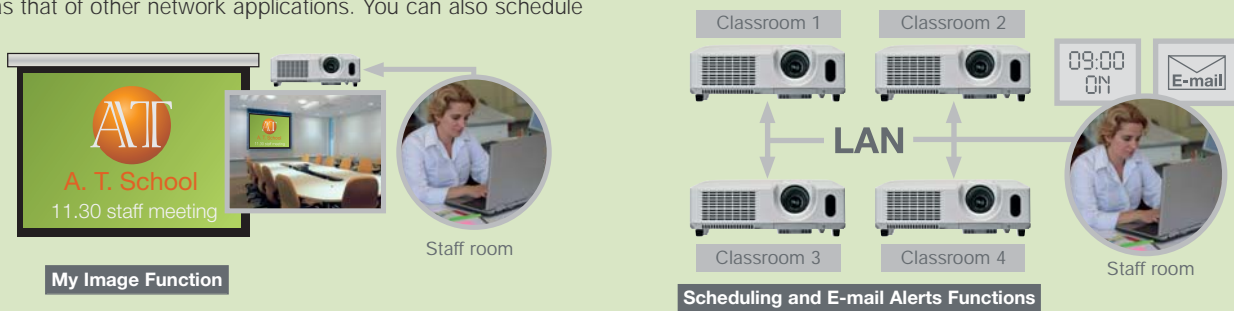 as that of other network applications. You can also schedule
AT
A. T. School
11.30 staff meeting
Staff room
My Image Function
Classroom 1
Classroom 2
09:00
ON
E-mail
LAN
Classroom 3
Classroom 4
Staff room
Scheduling and E-mail Alerts Functions